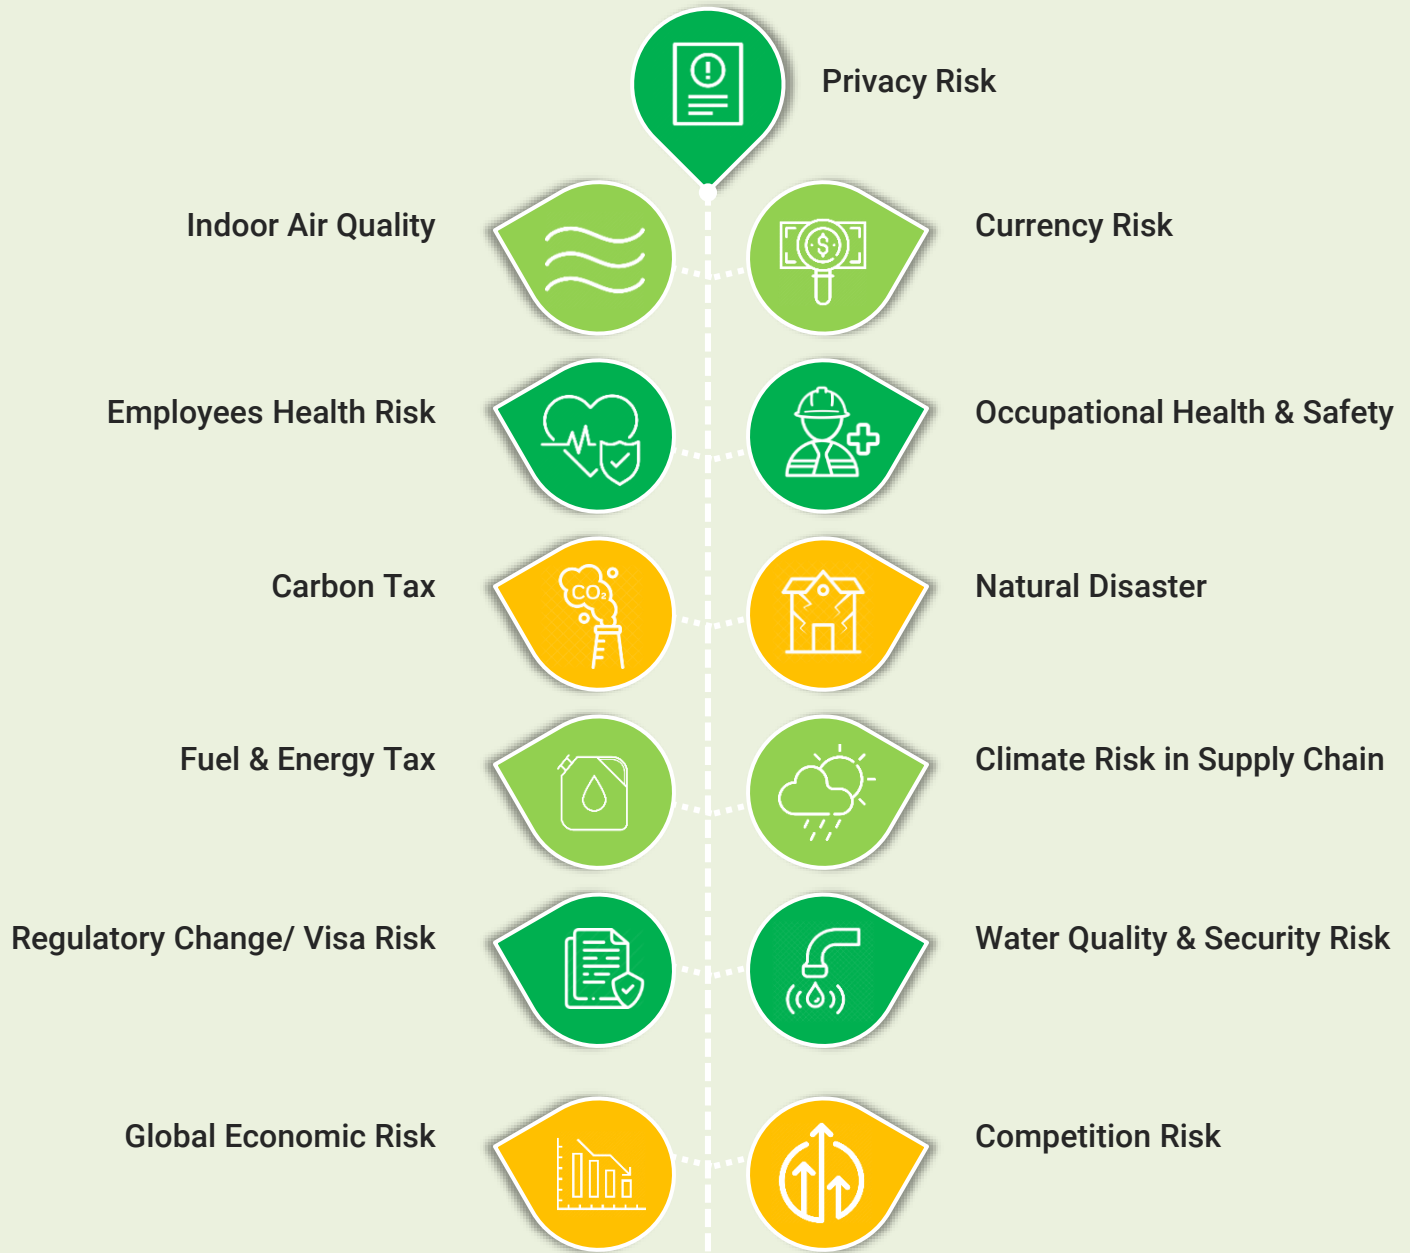 Privacy Risk
Indoor Air Quality
Currency Risk
Employees Health Risk
Occupational Health & Safety
Carbon Tax
CO₂
Natural Disaster
Fuel & Energy Tax
Climate Risk in Supply Chain
Regulatory Change/ Visa Risk
Water Quality & Security Risk
Global Economic Risk
Competition Risk